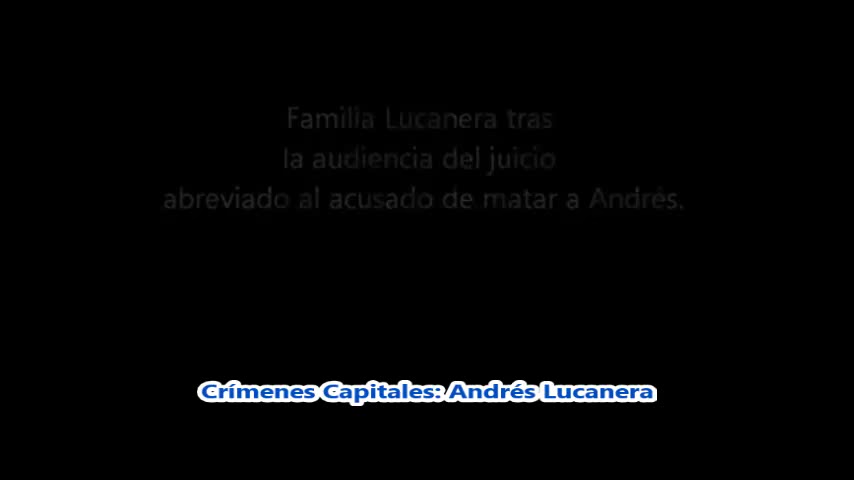 Familia Lucanera tras
la audiencia del juicio
abreviado al acusado de matar a Andrés.
Crímenes Capitales: Andrés Lucanera